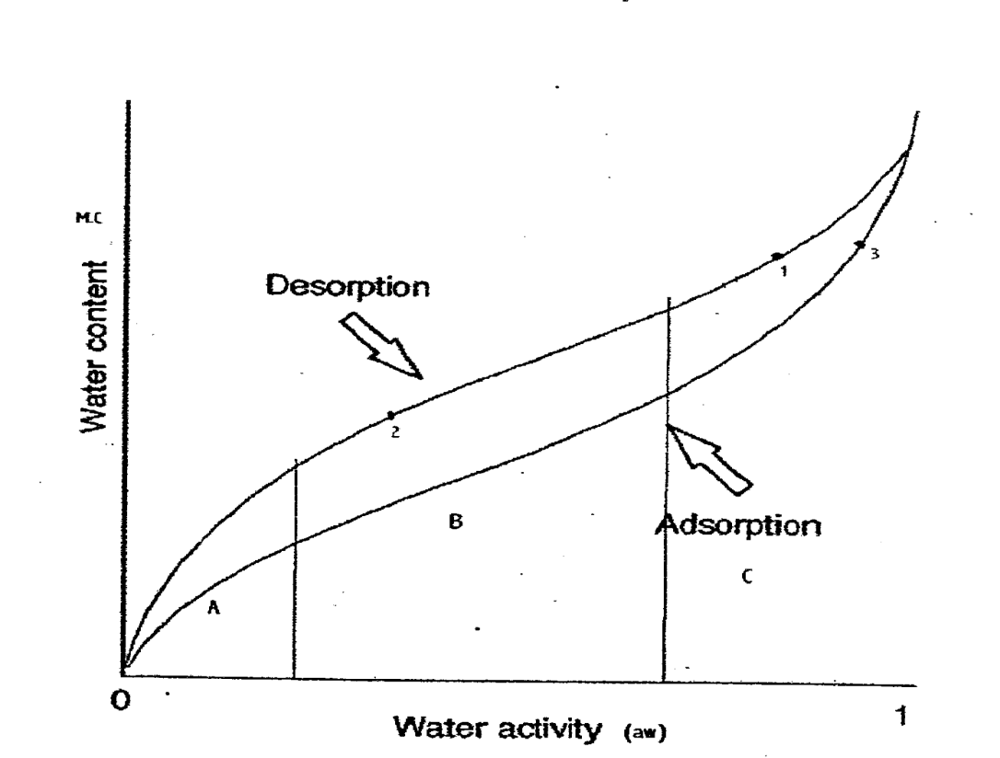 M.C
Water content
Desorption
1
3
2
B
Adsorption
C
A
0
1
Water activity (aw)